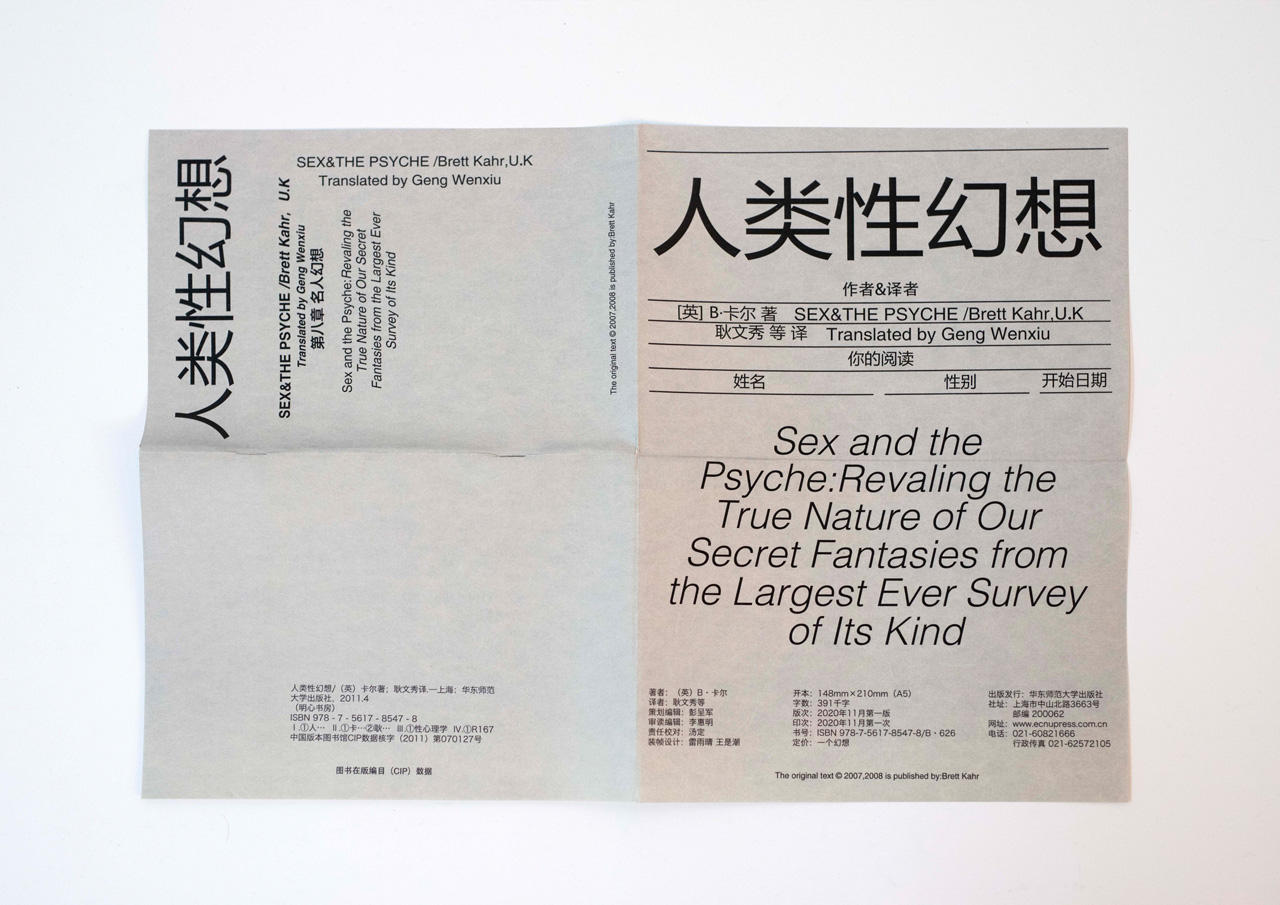 人类性幻想
SEX&THE PSYCHE /Brett Kahr,U.K
Translated by Geng Wenxiu
SEX&THE PSYCHE /Brett Kahr, U.K
Translated by Geng Wenxiu
第八章 名人幻想
Sex and the Psyche:Revaling the
True Nature of Our Secret
Fantasies from the Largest Ever
Survey of Its Kind
The original text © 2007,2008 is published by:Brett Kahr
人类性幻想/（英）卡尔著；耿文秀译.—上海：华东师范
大学出版社，2011.4
（明心书房）
ISBN 978 - 7 - 5617 - 8547 - 8
Ⅰ.①人… Ⅱ.①卡…②耿… Ⅲ.①性心理学 Ⅳ.①R167
中国版本图书馆CIP数据核字（2011）第070127号
图书在版编目（CIP）数据
人类性幻想
作者&译者
[英] B·卡尔 著 SEX&THE PSYCHE /Brett Kahr,U.K
耿文秀 等 译 Translated by Geng Wenxiu
你的阅读
姓名 性别 开始日期
Sex and the
Psyche:Revaling the
True Nature of Our
Secret Fantasies from
the Largest Ever Survey
of Its Kind
著者：（英）B·卡尔
译者：耿文秀等
策划编辑：彭呈军
审读编辑：李惠明
责任校对：汤定
装帧设计：雷雨晴 王是潮
开本：148mm×210mm（A5）
字数：391千字
版次：2020年11月第一版
印次：2020年11月第一次
书号：ISBN 978-7-5617-8547-8/B·626
定价：一个幻想
出版发行：华东师范大学出版社
社址：上海市中山北路3663号
邮编 200062
网址：www.ecnupress.com.cn
电话：021-60821666
行政传真 021-62572105
The original text © 2007,2008 is published by:Brett Kahr